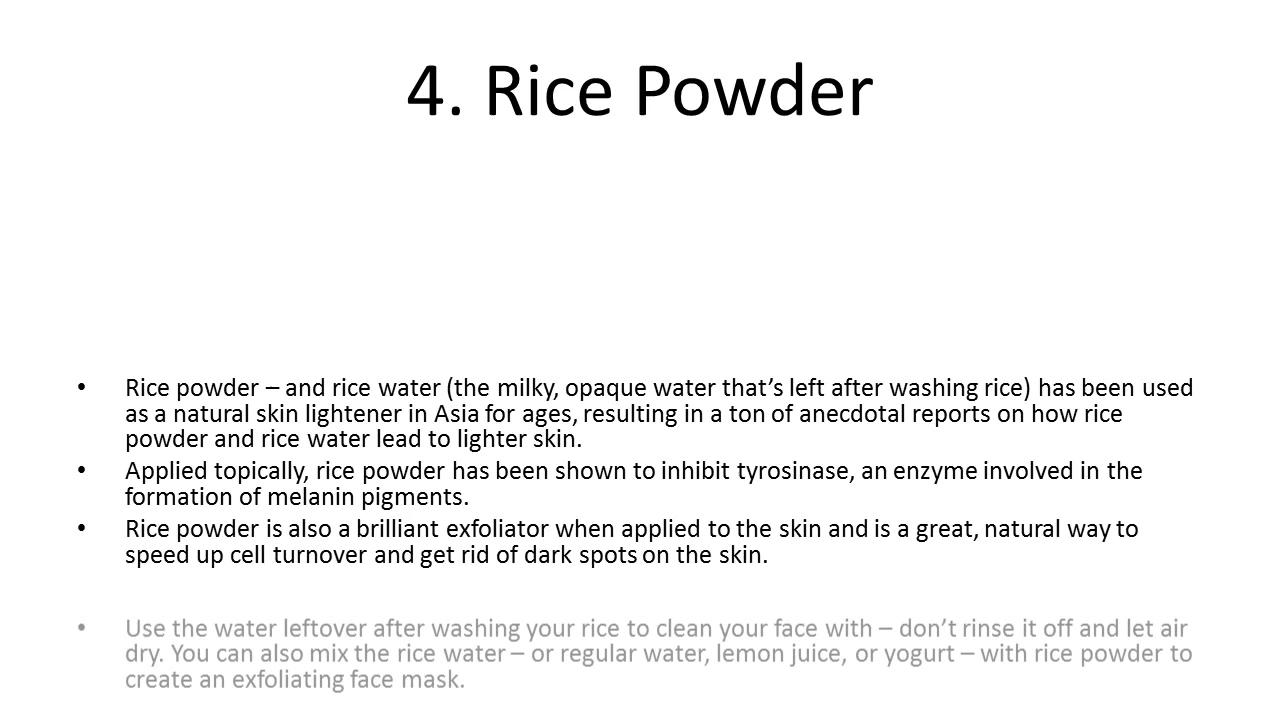 4. Rice Powder
• Rice powder – and rice water (the milky, opaque water that’s left after washing rice) has been used
as a natural skin lightener in Asia for ages, resulting in a ton of anecdotal reports on how rice
powder and rice water lead to lighter skin.
• Applied topically, rice powder has been shown to inhibit tyrosinase, an enzyme involved in the
formation of melanin pigments.
• Rice powder is also a brilliant exfoliator when applied to the skin and is a great, natural way to
speed up cell turnover and get rid of dark spots on the skin.
• Use the water leftover after washing your rice to clean your face with – don’t rinse it off and let air
dry. You can also mix the rice water – or regular water, lemon juice, or yogurt – with rice powder to
create an exfoliating face mask.